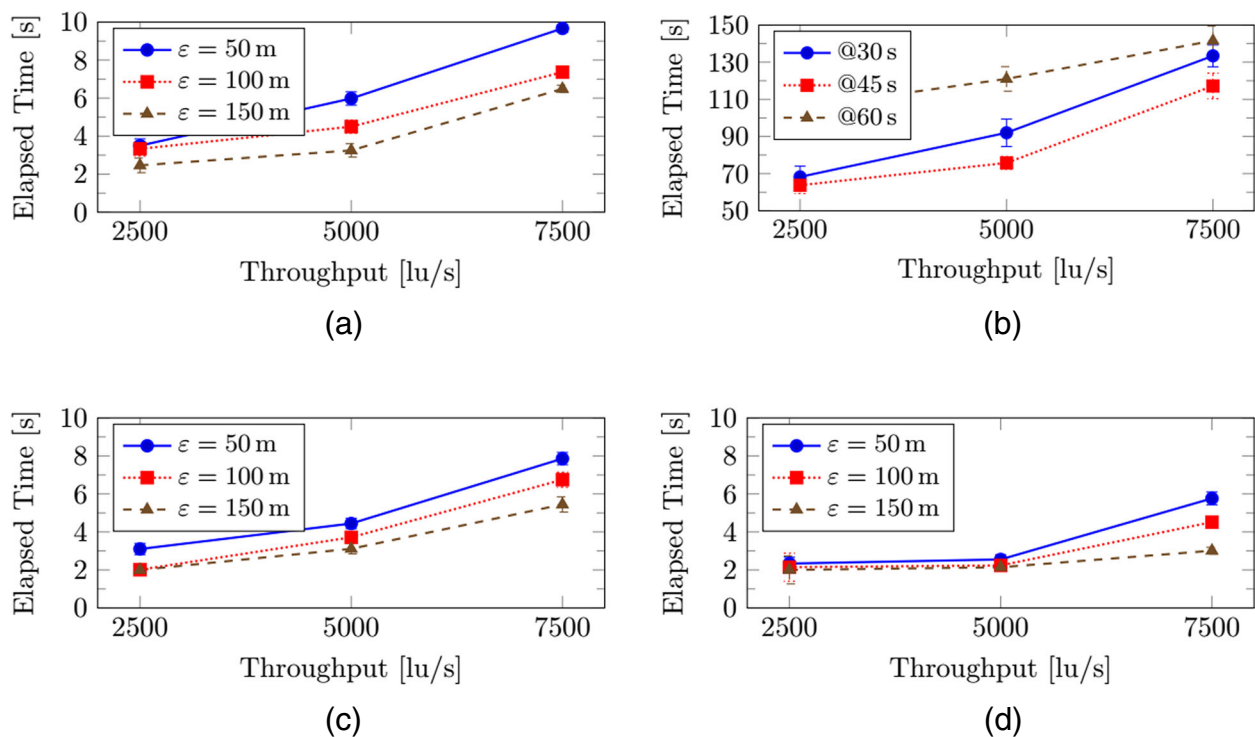 Elapsed Time [s]
10
8
6
4
2
0
ε = 50 m
ε = 100 m
ε = 150 m
2500
5000
7500
Throughput [lu/s]
(a)
Elapsed Time [s]
150
130
110
90
70
50
@30 s
@45 s
@60 s
2500
5000
7500
Throughput [lu/s]
(b)
Elapsed Time [s]
10
8
6
4
2
0
ε = 50 m
ε = 100 m
ε = 150 m
2500
5000
7500
Throughput [lu/s]
(c)
Elapsed Time [s]
10
8
6
4
2
0
ε = 50 m
ε = 100 m
ε = 150 m
2500
5000
7500
Throughput [lu/s]
(d)